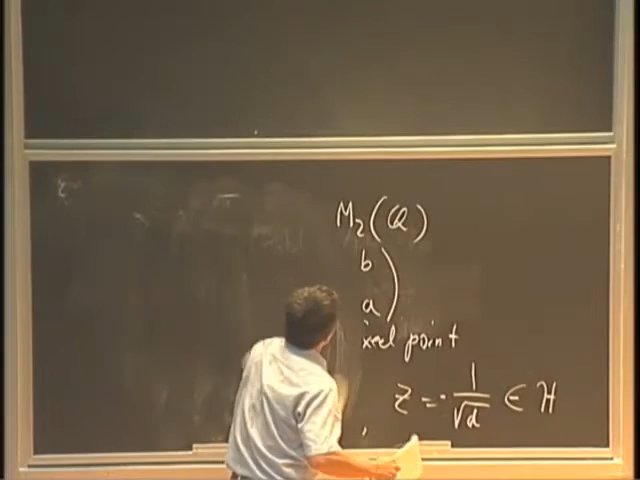 M₂(Q)
b)
a)
xed point
z = 1/√d ∈ H